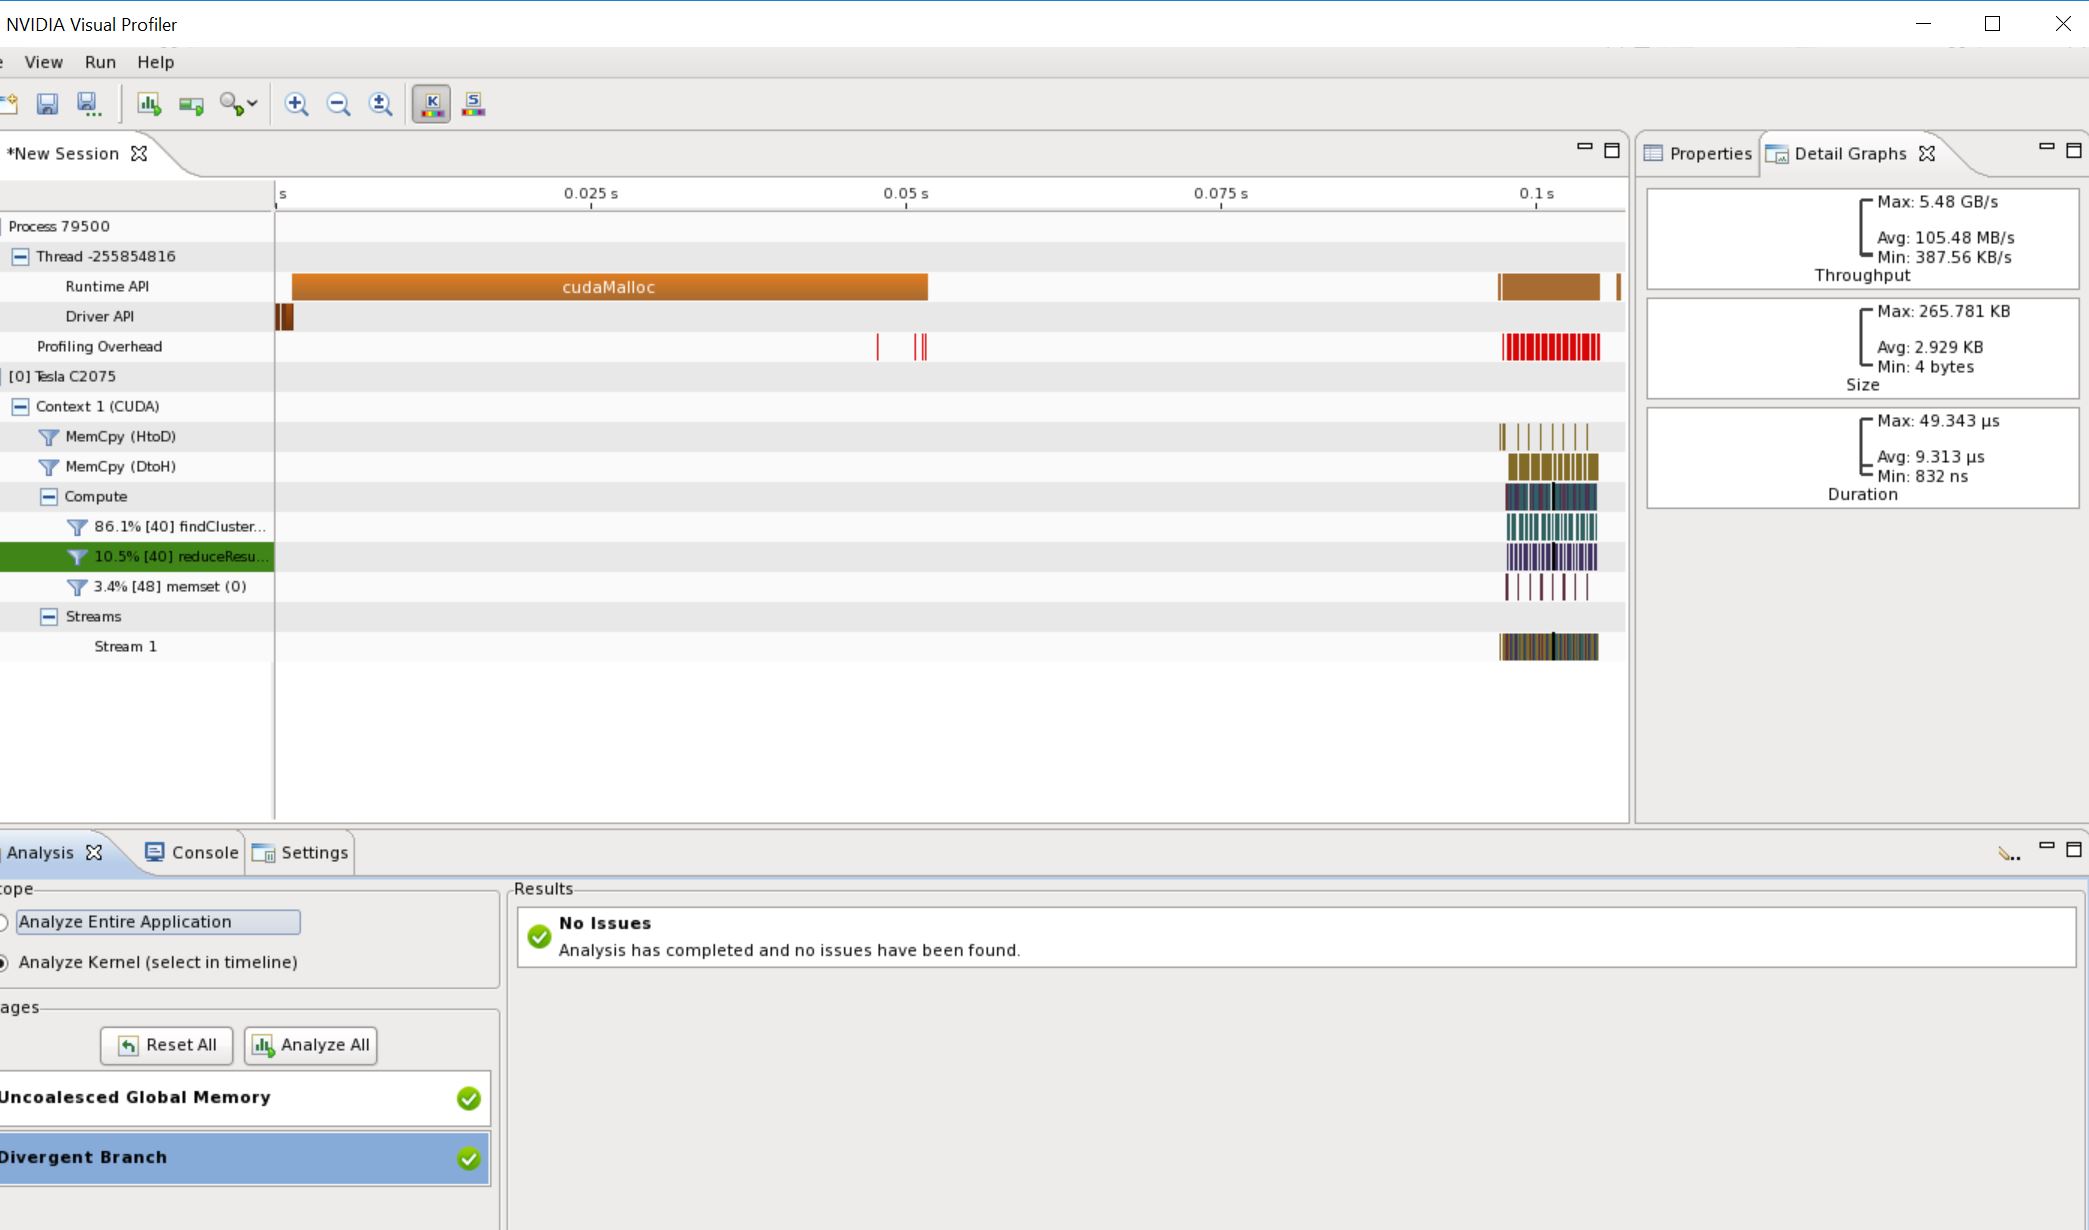 NVIDIA Visual Profiler
View Run Help
*New Session
Properties Detail Graphs
s 0.025 s 0.05 s 0.075 s 0.1 s
Process 79500
Thread -255854816
Runtime API
cudaMalloc
Driver API
Profiling Overhead
[0] Tesla C2075
Context 1 (CUDA)
MemCpy (HtoD)
MemCpy (DtoH)
Compute
86.1% [40] findCluster...
10.5% [40] reduceResu...
3.4% [48] memset (0)
Streams
Stream 1
Max: 5.48 GB/s
Avg: 105.48 MB/s
Min: 387.56 KB/s
Throughput
Max: 265.781 KB
Avg: 2.929 KB
Min: 4 bytes
Size
Max: 49.343 µs
Avg: 9.313 µs
Min: 832 ns
Duration
Analysis Console Settings
cope
Analyze Entire Application
Analyze Kernel (select in timeline)
ages
Reset All Analyze All
Uncoalesced Global Memory
Divergent Branch
Results
No Issues
Analysis has completed and no issues have been found.